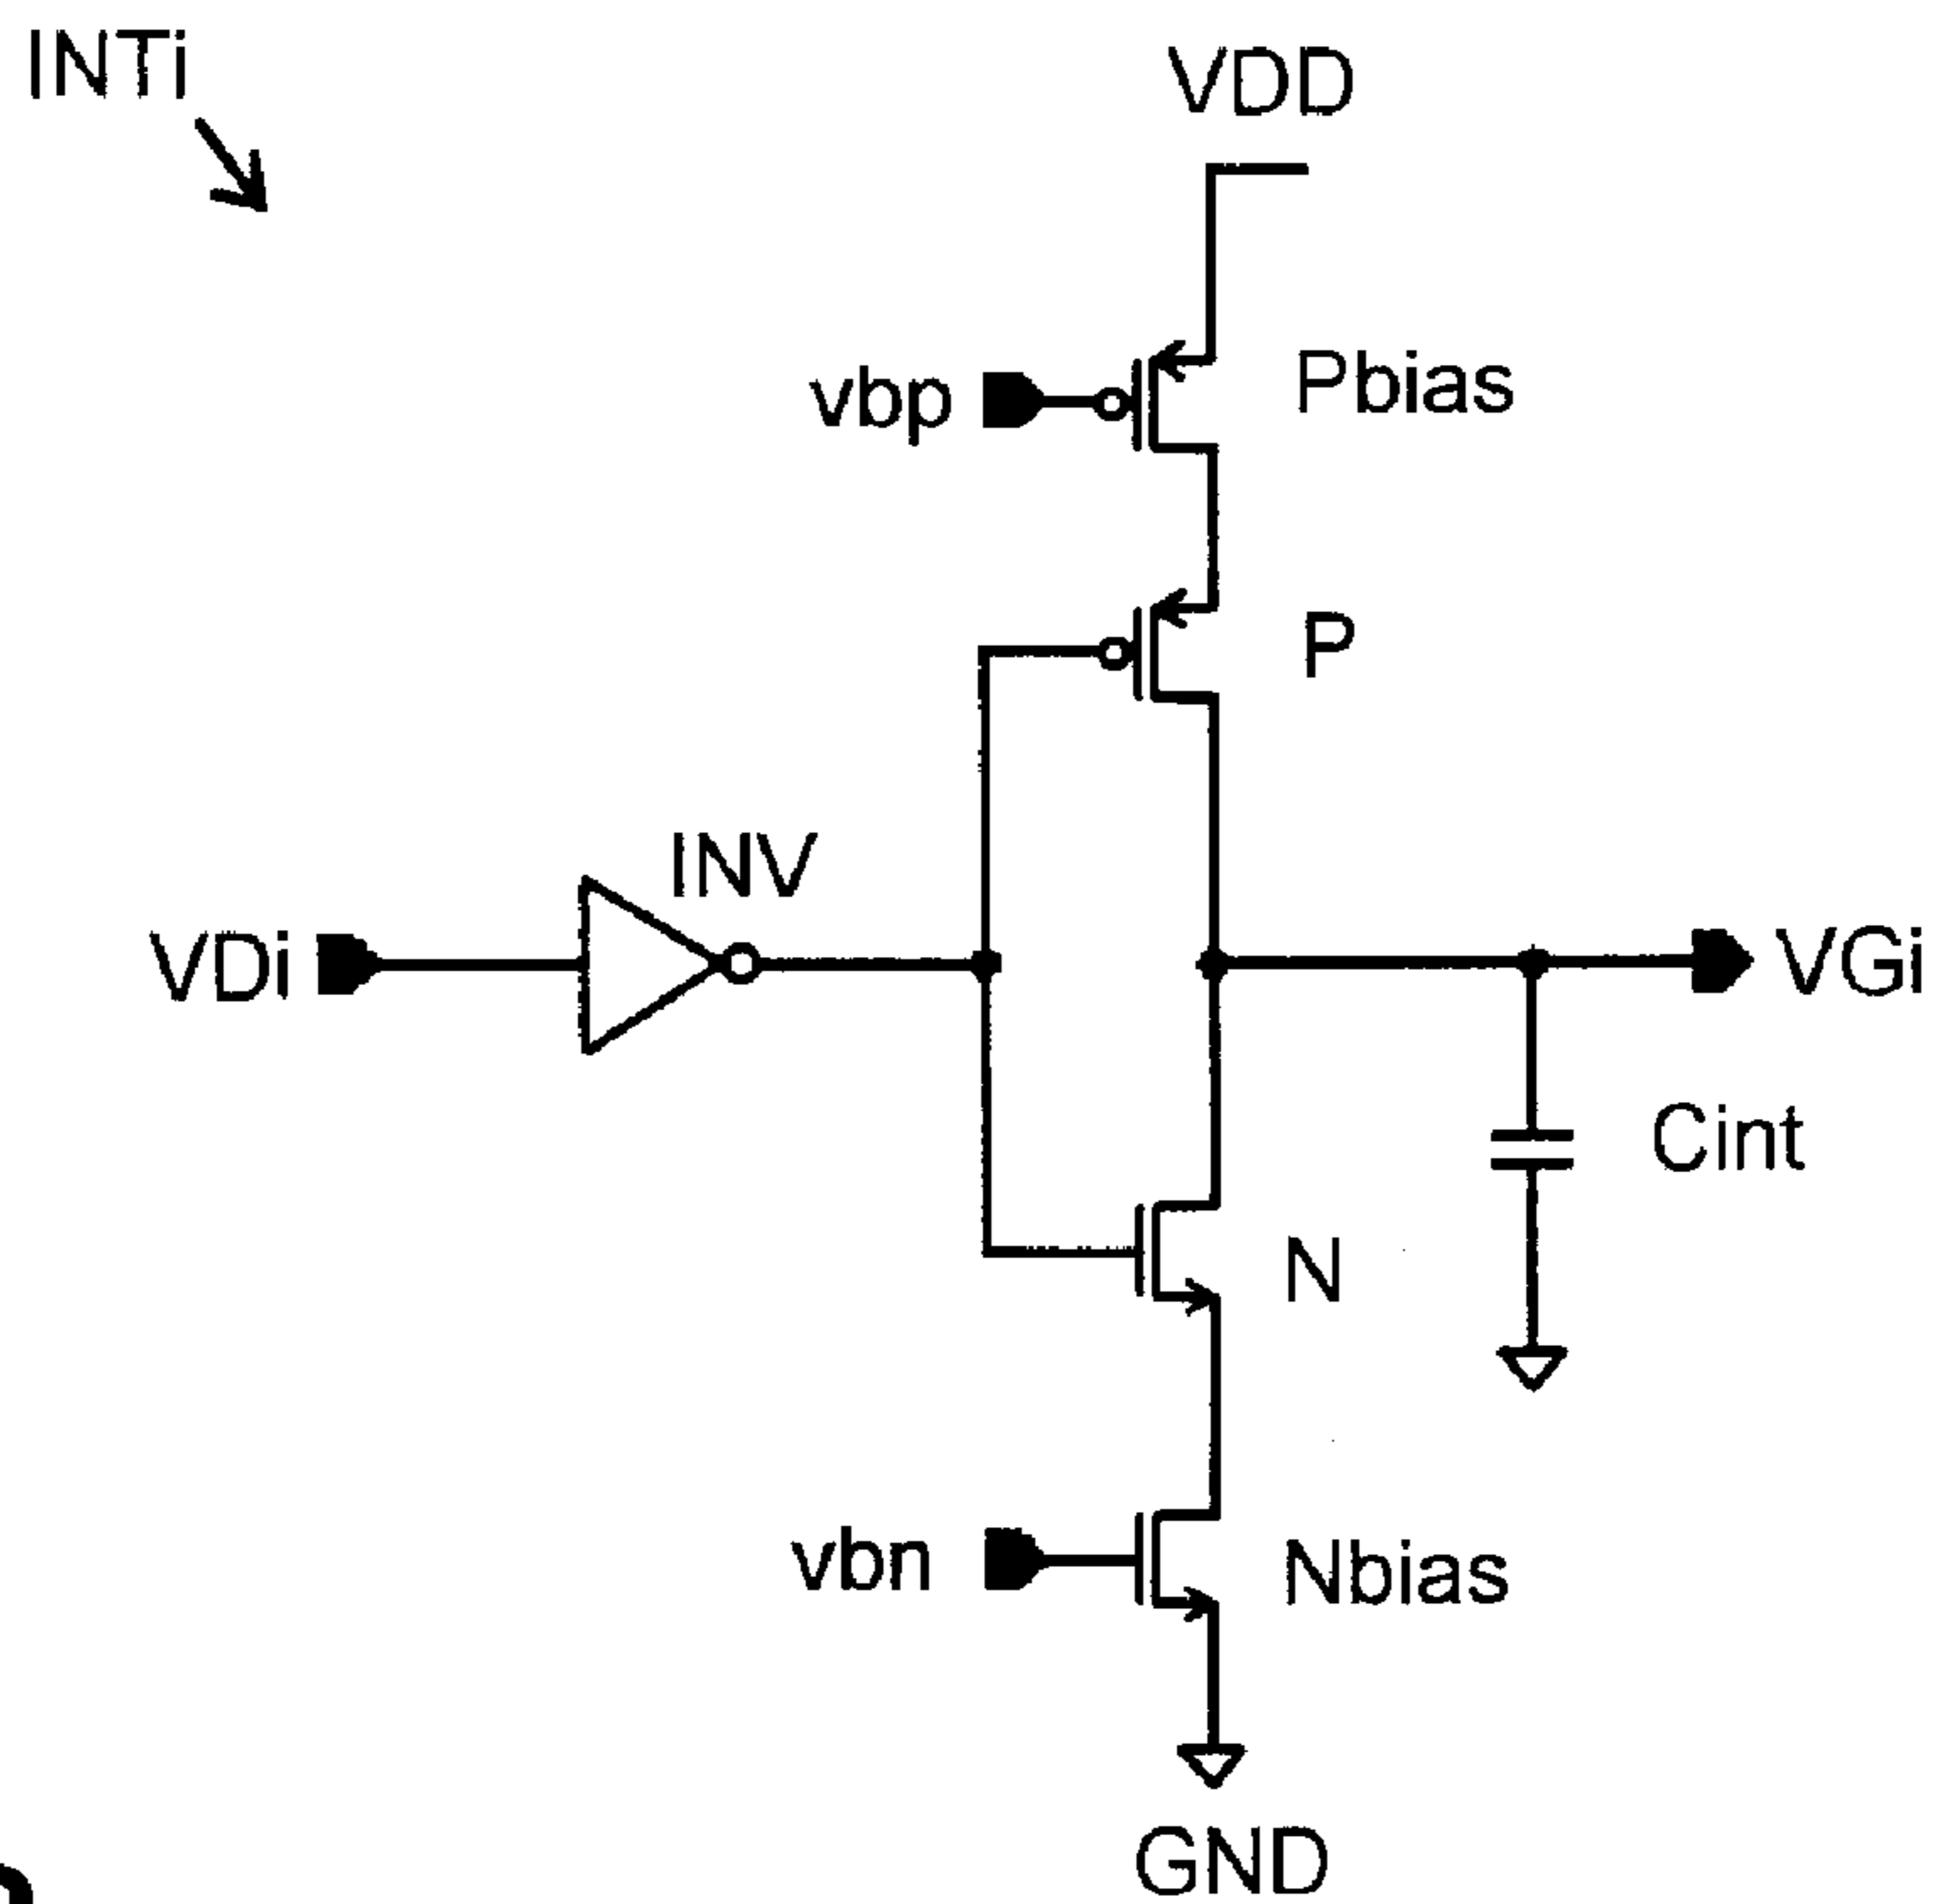 INTi
VDD
vbp
Pbias
P
INV
VDi
VGi
Cint
N
vbn
Nbias
GND